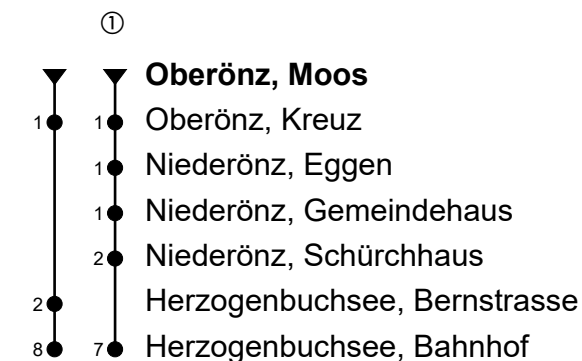 ①
Oberönz, Moos
1 1 Oberönz, Kreuz
1 Niederönz, Eggen
1 Niederönz, Gemeindehaus
2 Niederönz, Schürchhaus
2 Herzogenbuchsee, Bernstrasse
8 7 Herzogenbuchsee, Bahnhof